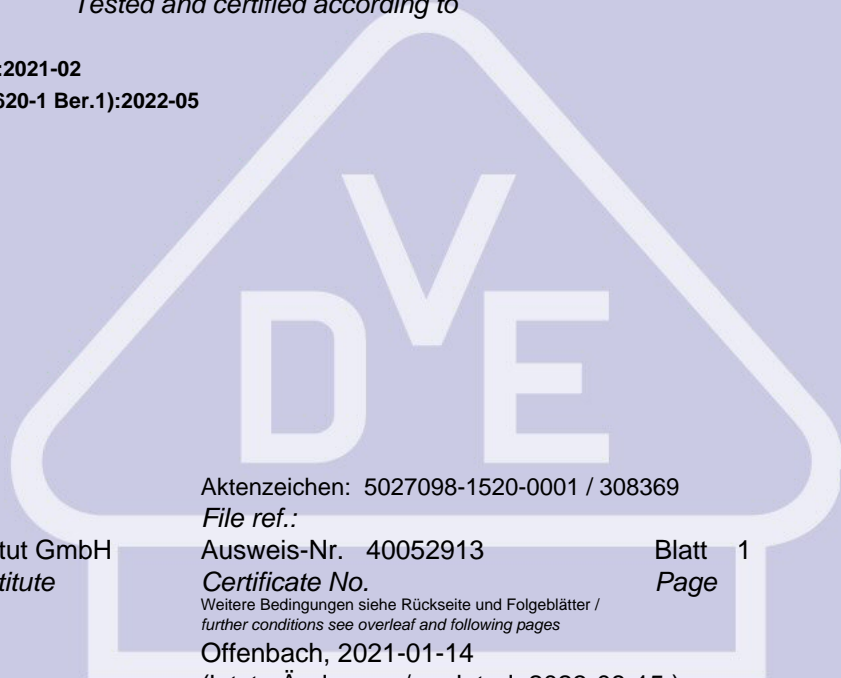 Tested and certified according to
:2021-02
620-1 Ber.1):2022-05
DVE
Aktenzeichen: 5027098-1520-0001 / 308369
File ref.:
tut GmbH Ausweis-Nr. 40052913 Blatt 1
titute Certificate No. Page
Weitere Bedingungen siehe Rückseite und Folgeblätter /
further conditions see overleaf and following pages
Offenbach, 2021-01-14